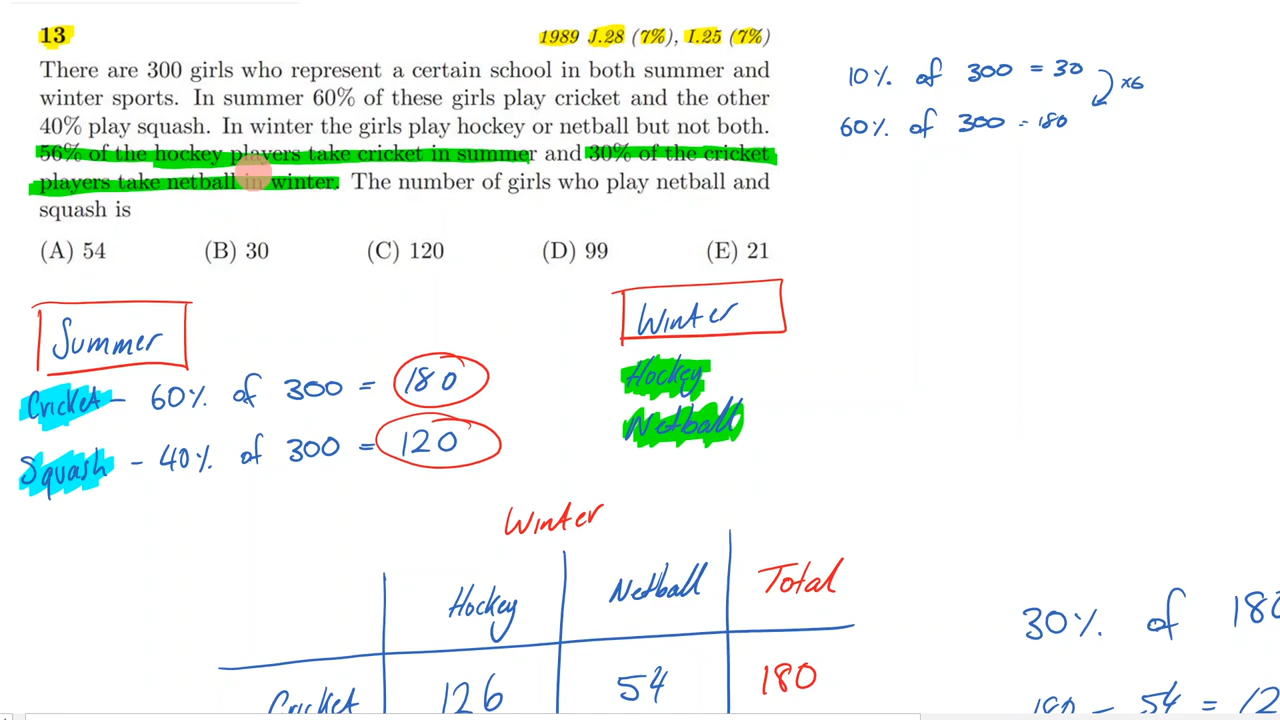 13
1989 J.28 (7%), I.25 (7%)
There are 300 girls who represent a certain school in both summer and
winter sports. In summer 60% of these girls play cricket and the other
40% play squash. In winter the girls play hockey or netball but not both.
56% of the hockey players take cricket in summer and 30% of the cricket
players take netball in winter. The number of girls who play netball and
squash is
(A) 54 (B) 30 (C) 120 (D) 99 (E) 21
10% of 300 = 30
x6
60% of 300 = 180
Summer
Cricket - 60% of 300 = 180
Squash - 40% of 300 = 120
Winter
Hockey
Netball
Winter
Hockey Netball Total
Cricket 126 54 180
30% of 180
180 - 54 = 12